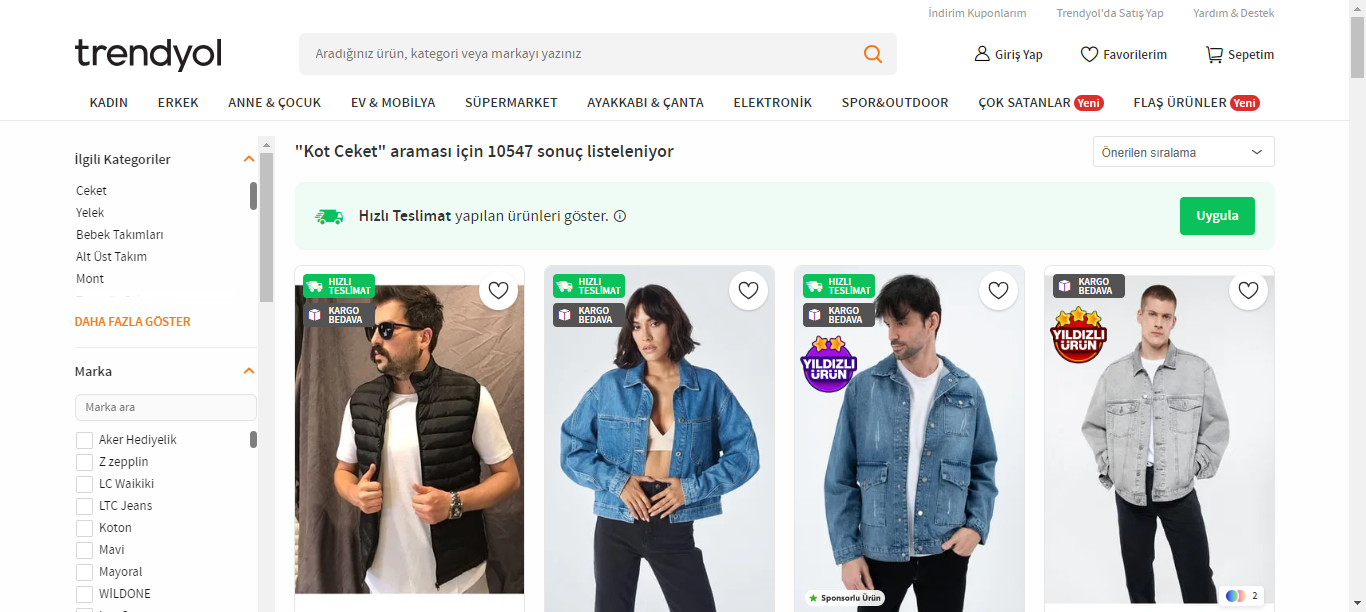 İndirim Kuponlarım Trendyol'da Satış Yap Yardım & Destek
trendyol
Aradığınız ürün, kategori veya markayı yazınız
Giriş Yap Favorilerim Sepetim
KADIN ERKEK ANNE & ÇOCUK EV & MOBİLYA SÜPERMARKET AYAKKABI & ÇANTA ELEKTRONİK SPOR&OUTDOOR ÇOK SATANLAR Yeni FLAŞ ÜRÜNLER Yeni
İlgili Kategoriler
Ceket
Yelek
Bebek Takımları
Alt Üst Takım
Mont
DAHA FAZLA GÖSTER
Marka
Marka ara
Aker Hediyelik
Z zepplin
LC Waikiki
LTC Jeans
Koton
Mavi
Mayoral
WİLDONE
"Kot Ceket" araması için 10547 sonuç listeleniyor
Önerilen sıralama
Hızlı Teslimat yapılan ürünleri göster.
Uygula
HIZLI
TESLİMAT
KARGO
BEDAVA
HIZLI
TESLİMAT
KARGO
BEDAVA
HIZLI
TESLİMAT
KARGO
BEDAVA
YILDIZLI
ÜRÜN
Sponsorlu Ürün
KARGO
BEDAVA
YILDIZLI
ÜRÜN
2